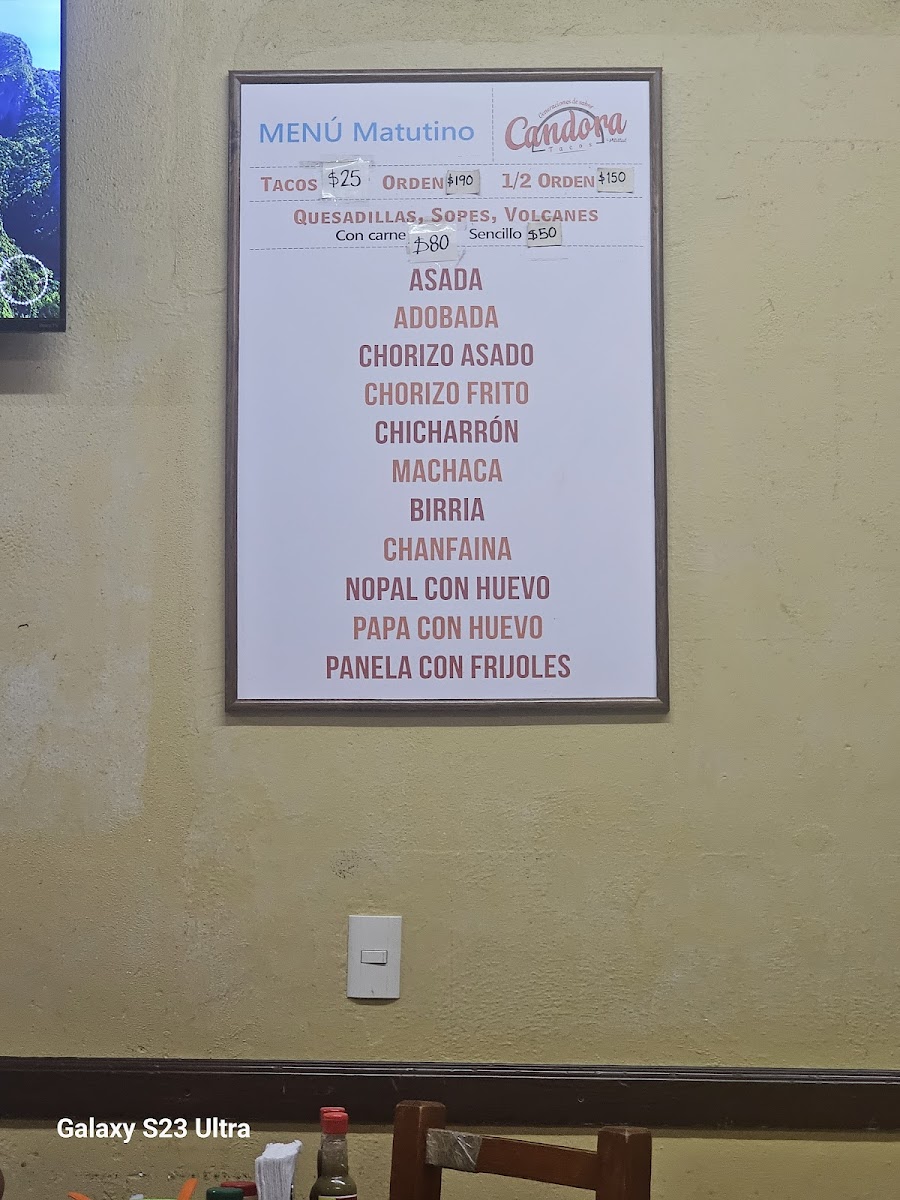 MENÚ Matutino
Candora
Tacos
TACOS $25 ORDEN $190 1/2 ORDEN $150
QUESADILLAS, SOPES, VOLCANES
Con carne $80 Sencillo $50
ASADA
ADOBADA
CHORIZO ASADO
CHORIZO FRITO
CHICHARRÓN
MACHACA
BIRRIA
CHANFAINA
NOPAL CON HUEVO
PAPA CON HUEVO
PANELA CON FRIJOLES
Galaxy S23 Ultra